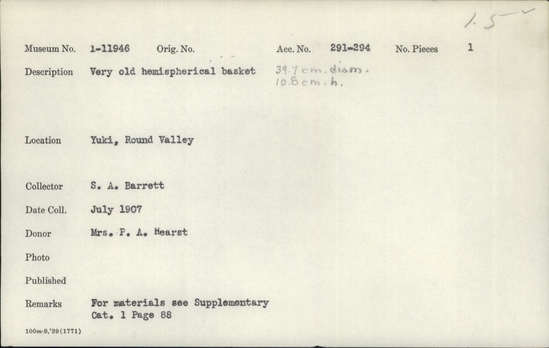 1.5
Museum No. 1-11946 Orig. No. Acc. No. 291-294 No. Pieces 1
Description Very old hemispherical basket 39.7 cm. diam.
10.8 cm. h.
Location Yuki, Round Valley
Collector S. A. Barrett
Date Coll. July 1907
Donor Mrs. P. A. Hearst
Photo
Published
Remarks For materials see Supplementary
Cat. 1 Page 88
100m-8,'39(1771)